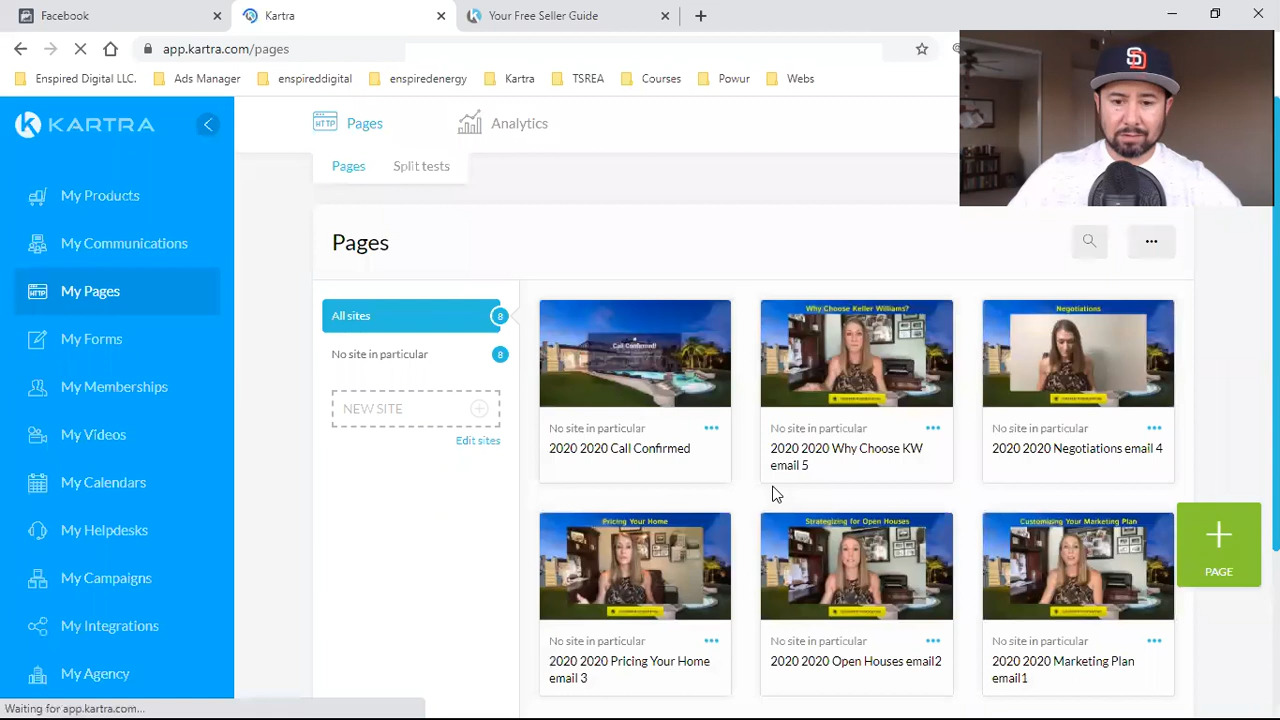 Facebook
Kartra
Your Free Seller Guide
app.kartra.com/pages
Enspired Digital LLC.
Ads Manager
enspireddigital
enspiredenergy
Kartra
TSREA
Courses
Powur
Webs
KARTRA
Pages
Analytics
Pages
Split tests
My Products
My Communications
My Pages
My Forms
My Memberships
My Videos
My Calendars
My Helpdesks
My Campaigns
My Integrations
My Agency
Pages
All sites
8
No site in particular
8
NEW SITE
Edit sites
Call Confirmed!
No site in particular
2020 2020 Call Confirmed
Why Choose Keller Williams?
No site in particular
2020 2020 Why Choose KW
email 5
Negotiations
No site in particular
2020 2020 Negotiations email 4
Pricing Your Home
No site in particular
2020 2020 Pricing Your Home
email 3
Strategizing for Open Houses
No site in particular
2020 2020 Open Houses email2
Customizing Your Marketing Plan
No site in particular
2020 2020 Marketing Plan
email1
PAGE
SD
Waiting for app.kartra.com...